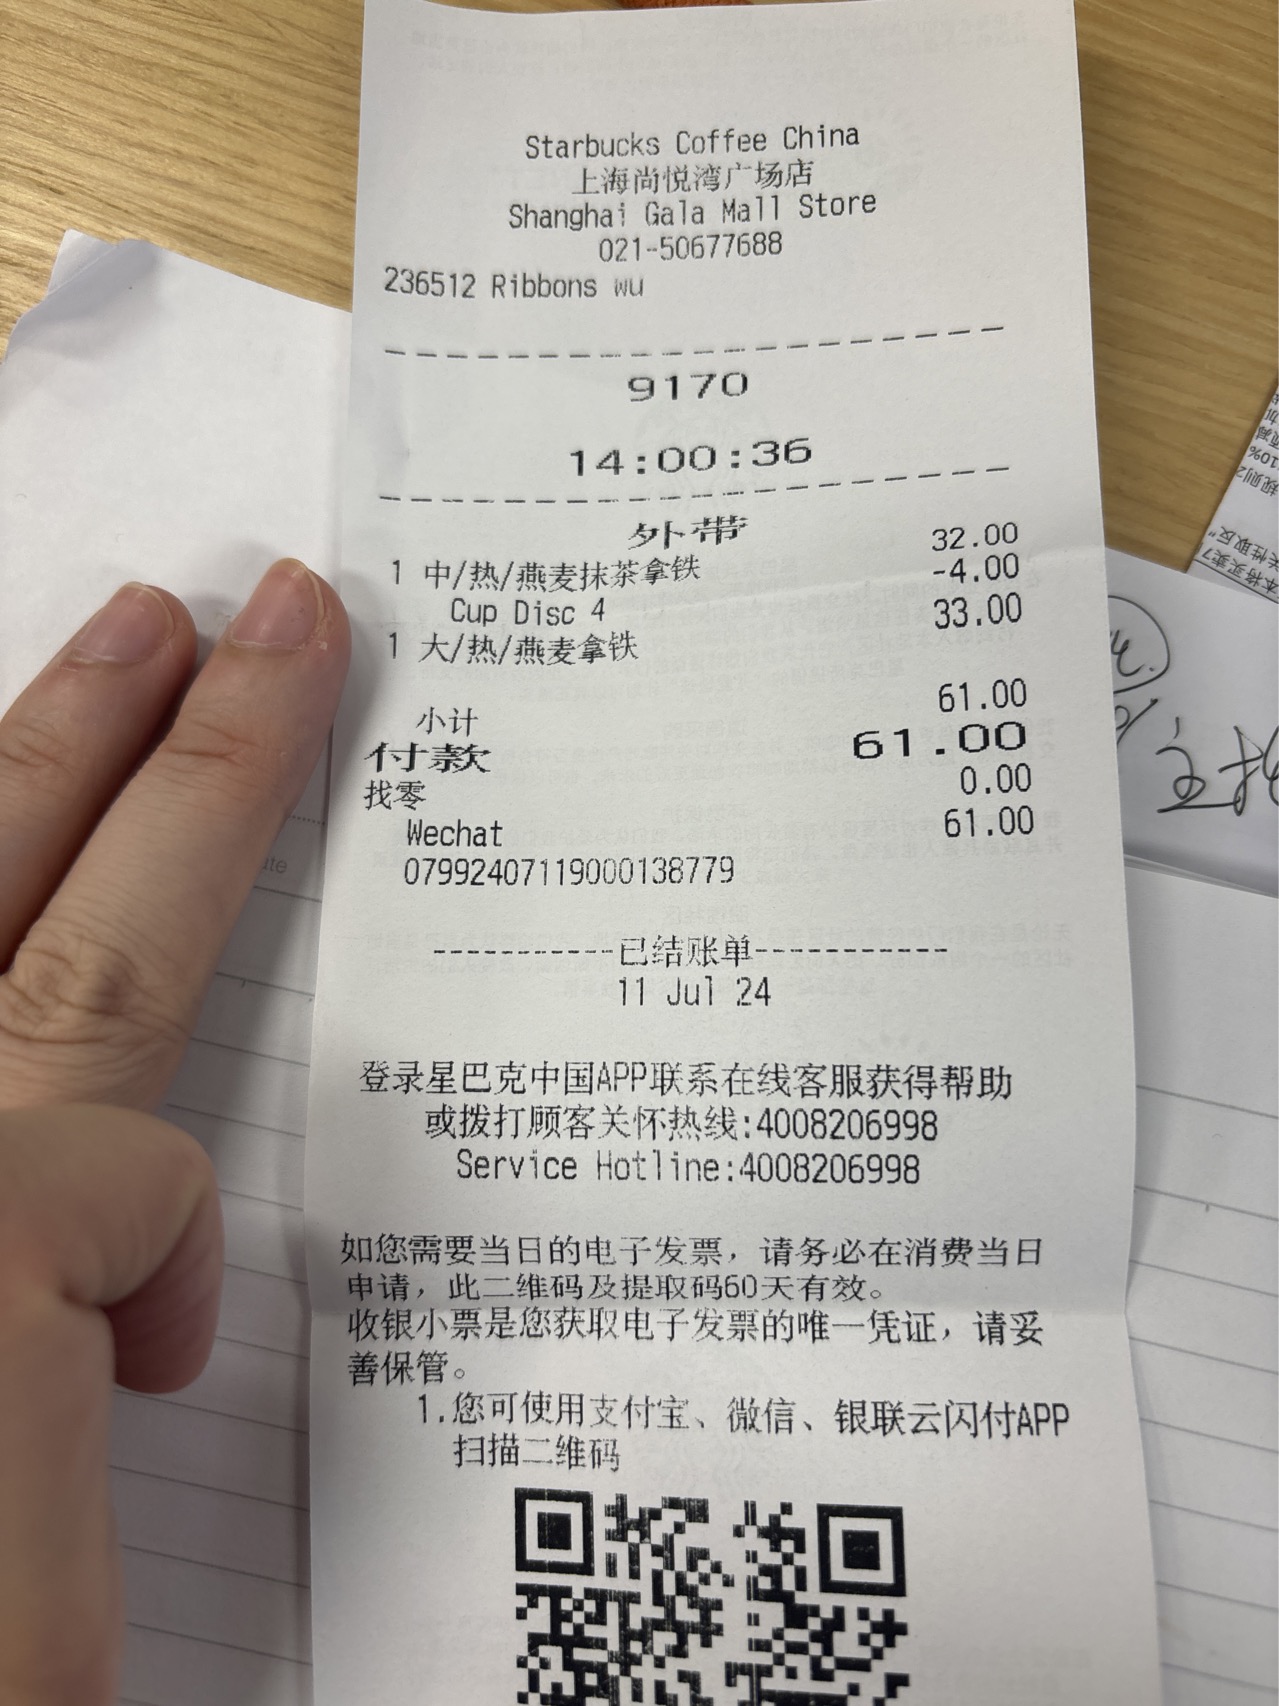 Starbucks Coffee China
上海尚悦湾广场店
Shanghai Gala Mall Store
021-50677688
236512 Ribbons wu
9170
14:00:36
外带
1 中/热/燕麦抹茶拿铁 32.00
Cup Disc 4 -4.00
1 大/热/燕麦拿铁 33.00
小计 61.00
付款 61.00
找零 0.00
Wechat 61.00
07992407119000138779
-----------已结账单-----------
11 Jul 24
登录星巴克中国APP联系在线客服获得帮助
或拨打顾客关怀热线:4008206998
Service Hotline:4008206998
如您需要当日的电子发票，请务必在消费当日
申请，此二维码及提取码60天有效。
收银小票是您获取电子发票的唯一凭证，请妥
善保管。
1.您可使用支付宝、微信、银联云闪付APP
扫描二维码